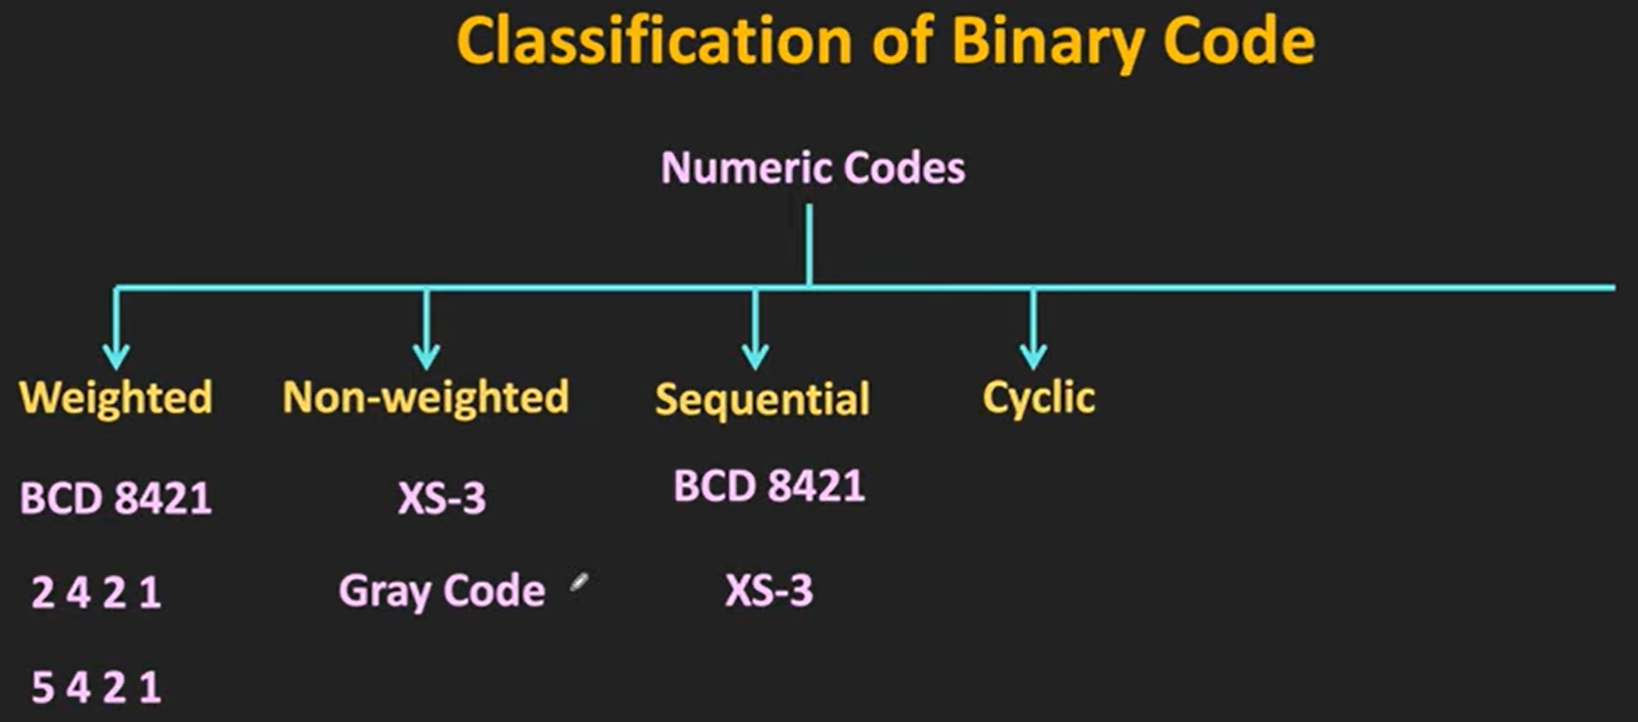 Classification of Binary Code
Numeric Codes
Weighted
Non-weighted
Sequential
Cyclic
BCD 8421
XS-3
BCD 8421
2 4 2 1
Gray Code
XS-3
5 4 2 1